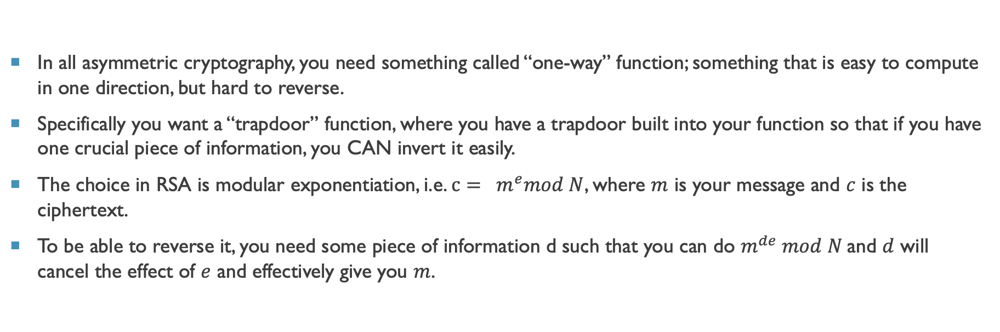 ▪ In all asymmetric cryptography, you need something called “one-way” function; something that is easy to compute
in one direction, but hard to reverse.
▪ Specifically you want a “trapdoor” function, where you have a trapdoor built into your function so that if you have
one crucial piece of information, you CAN invert it easily.
▪ The choice in RSA is modular exponentiation, i.e. c = m^e mod N, where m is your message and c is the
ciphertext.
▪ To be able to reverse it, you need some piece of information d such that you can do m^{de} mod N and d will
cancel the effect of e and effectively give you m.